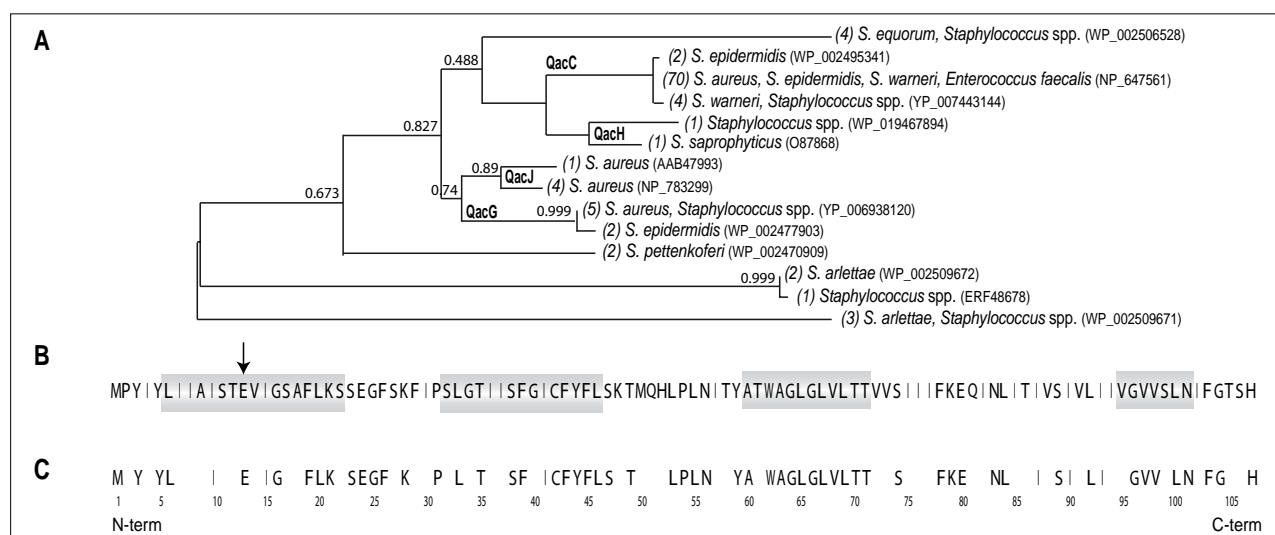 A
(4) S. equorum, Staphylococcus spp. (WP_002506528)
0.488
QacC
(2) S. epidermidis (WP_002495341)
(70) S. aureus, S. epidermidis, S. warneri, Enterococcus faecalis (NP_647561)
(4) S. warneri, Staphylococcus spp. (YP_007443144)
0.827
(1) Staphylococcus spp. (WP_019467894)
QacH
(1) S. saprophyticus (O87868)
0.89
(1) S. aureus (AAB47993)
QacJ
0.673
0.74
(4) S. aureus (NP_783299)
QacG
0.999
(5) S. aureus, Staphylococcus spp. (YP_006938120)
(2) S. epidermidis (WP_002477903)
(2) S. pettenkoferi (WP_002470909)
0.999
(2) S. arlettae (WP_002509672)
(1) Staphylococcus spp. (ERF48678)
(3) S. arlettae, Staphylococcus spp. (WP_002509671)
B
MPYIYLIIAISTEVIGSAFLKSSEGFSKFIPSLGTIISFGICFYFLSKTMQHLPLNITYATWAGLGLVLTTVVSIIIFKEQINLITIVSIVLIIVGVVSLNIFGTSH
C
M Y YL I E IG FLK SEGF K P L T SF ICFYFLS T LPLN YA WAGLGLVLTT S FKE NL I S I L I GVV LN FG H
1 5 10 15 20 25 30 35 40 45 50 55 60 65 70 75 80 85 90 95 100 105
N-term C-term